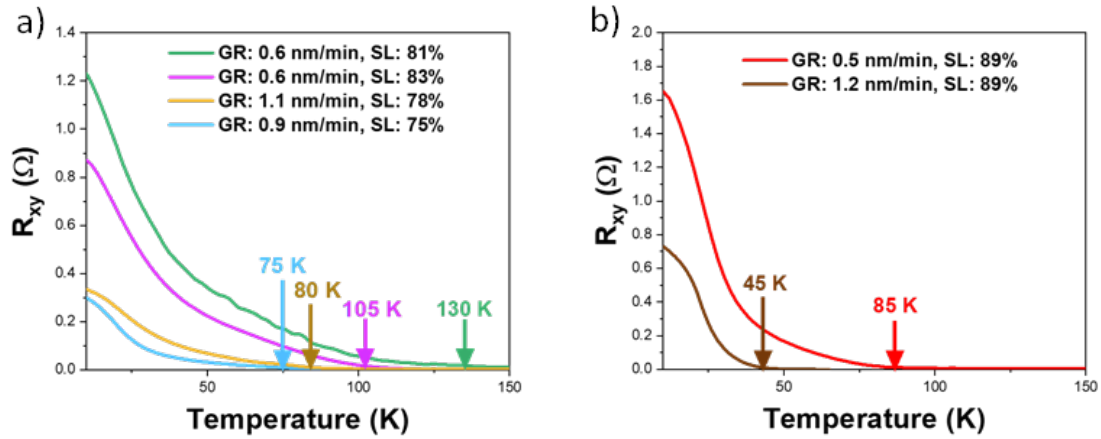 a)
GR: 0.6 nm/min, SL: 81%
GR: 0.6 nm/min, SL: 83%
GR: 1.1 nm/min, SL: 78%
GR: 0.9 nm/min, SL: 75%
1.4
1.2
1.0
0.8
0.6
0.4
0.2
0.0
Rxy (Ω)
75 K
80 K
105 K
130 K
50
100
150
Temperature (K)
b)
GR: 0.5 nm/min, SL: 89%
GR: 1.2 nm/min, SL: 89%
2.0
1.8
1.6
1.4
1.2
1.0
0.8
0.6
0.4
0.2
0.0
Rxy (Ω)
45 K
85 K
50
100
150
Temperature (K)